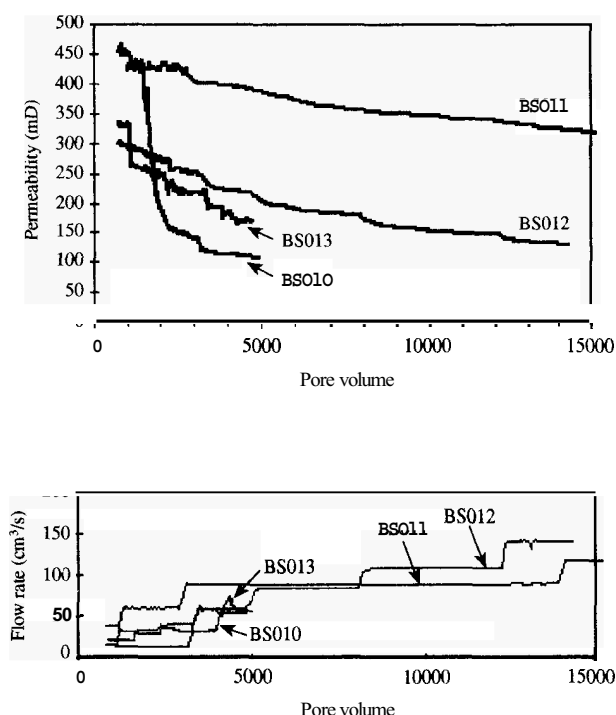 500
450
400
350
300
250
200
150
100
50
Permeability (mD)
BS011
BS012
BS013
BS010
0
5000
10000
15000
Pore volume
150
100
50
0
Flow rate (cm³/s)
BS013
BS010
BS011
BS012
0
5000
10000
15000
Pore volume